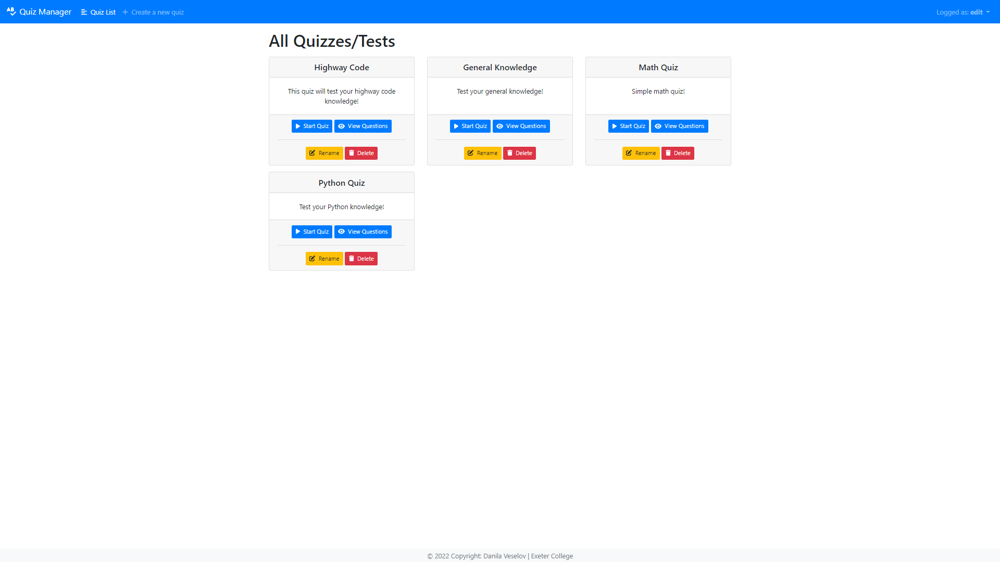 Quiz Manager Quiz List Create a new quiz Logged as: edit
All Quizzes/Tests
Highway Code
This quiz will test your highway code
knowledge!
Start Quiz View Questions
Rename Delete
General Knowledge
Test your general knowledge!
Start Quiz View Questions
Rename Delete
Math Quiz
Simple math quiz!
Start Quiz View Questions
Rename Delete
Python Quiz
Test your Python knowledge!
Start Quiz View Questions
Rename Delete
© 2022 Copyright: Danila Veselov | Exeter College